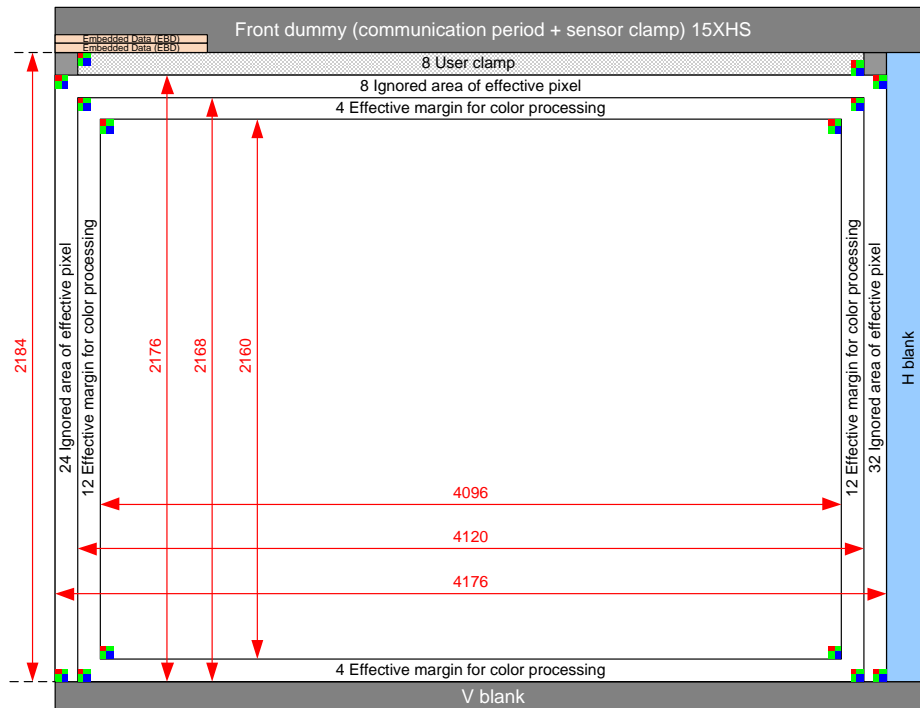 Front dummy (communication period + sensor clamp) 15XHS
Embedded Data (EBD)
Embedded Data (EBD)
8 User clamp
8 Ignored area of effective pixel
4 Effective margin for color processing
24 Ignored area of effective pixel
12 Effective margin for color processing
12 Effective margin for color processing
32 Ignored area of effective pixel
H blank
2184
2176
2168
2160
4096
4120
4176
4 Effective margin for color processing
V blank